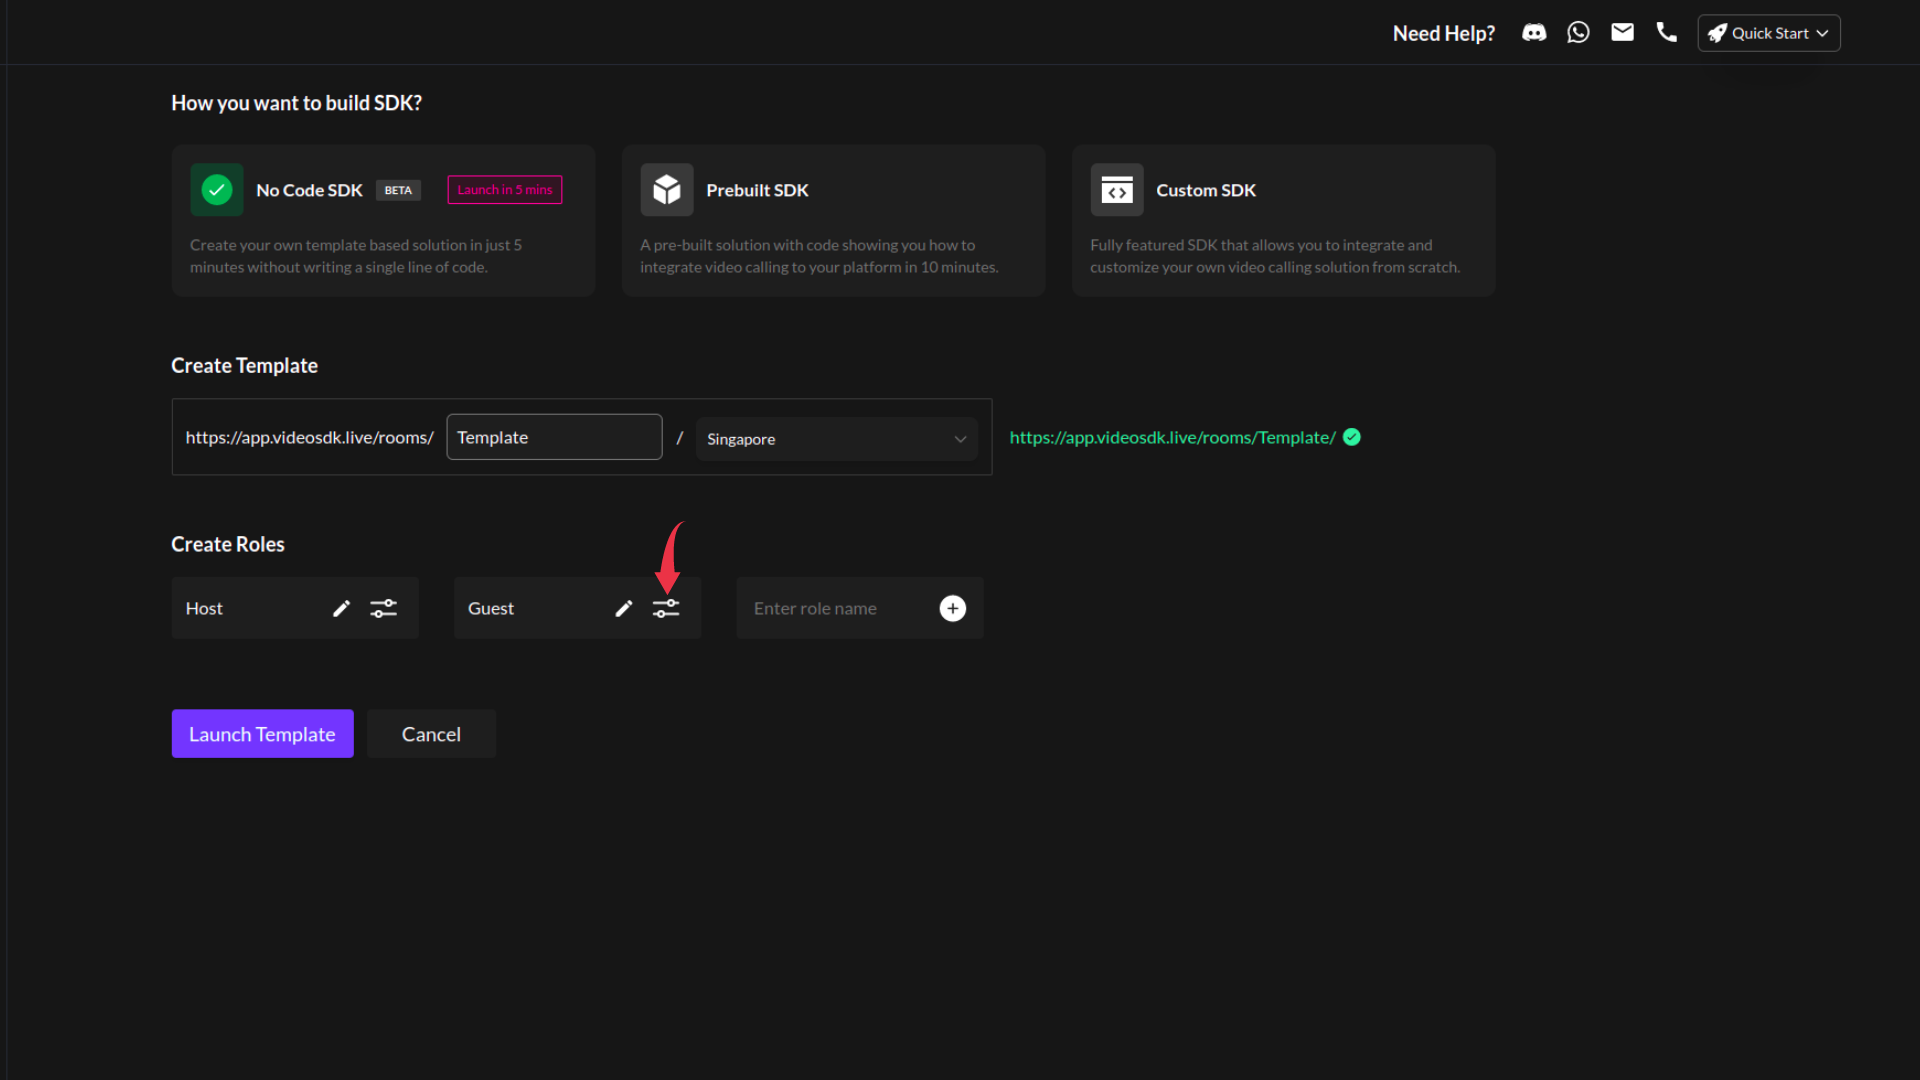 Need Help?
Quick Start
How you want to build SDK?
No Code SDK BETA Launch in 5 mins
Create your own template based solution in just 5
minutes without writing a single line of code.
Prebuilt SDK
A pre-built solution with code showing you how to
integrate video calling to your platform in 10 minutes.
Custom SDK
Fully featured SDK that allows you to integrate and
customize your own video calling solution from scratch.
Create Template
https://app.videosdk.live/rooms/ Template / Singapore https://app.videosdk.live/rooms/Template/
Create Roles
Host
Guest
Enter role name
Launch Template
Cancel